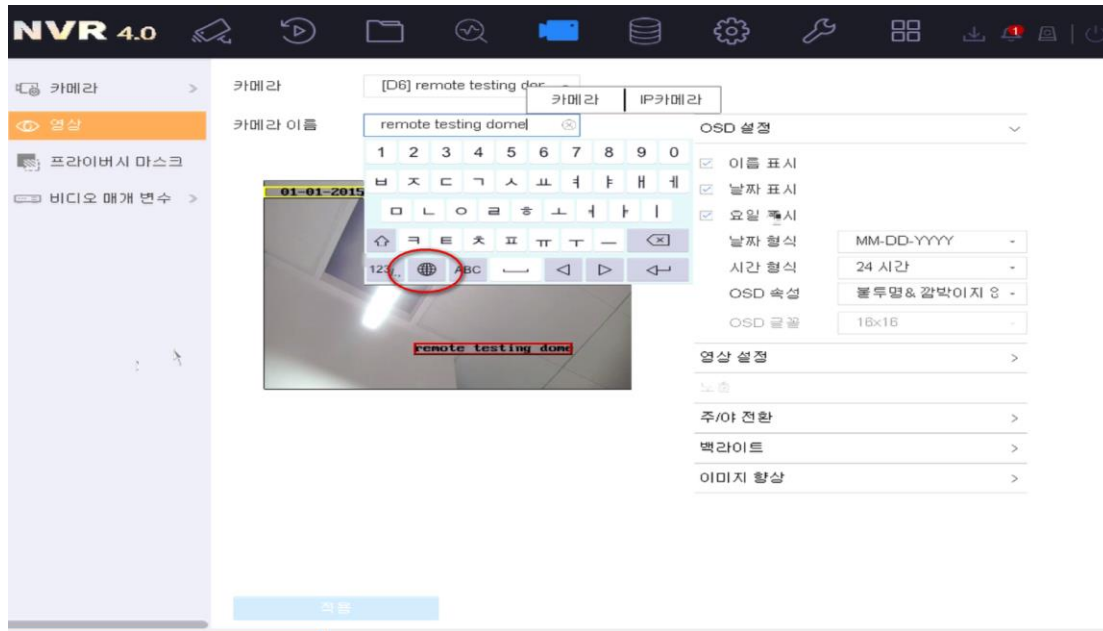 NVR 4.0
1
카메라
영상
프라이버시 마스크
비디오 매개 변수
카메라 [D6] remote testing dor
카메라 IP카메라
카메라 이름 remote testing dome
1 2 3 4 5 6 7 8 9 0
ㅂ ㅈ ㄷ ㄱ ㅅ ㅛ ㅕ ㅑ ㅐ ㅔ
ㅁ ㄴ ㅇ ㄹ ㅎ ㅗ ㅓ ㅏ ㅣ
ㅋ ㅌ ㅊ ㅍ ㅠ ㅜ ㅡ
123,. ABC
01-01-2015
remote testing dome
OSD 설정
이름 표시
날짜 표시
요일 표시
날짜 형식 MM-DD-YYYY
시간 형식 24 시간
OSD 속성 불투명& 깜박이지
OSD 글꼴 16x16
영상 설정
노출
주/야 전환
백라이트
이미지 향상
적용